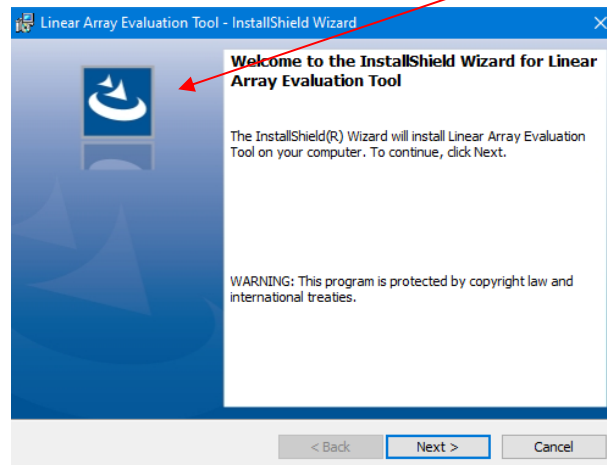 Linear Array Evaluation Tool - InstallShield Wizard
Welcome to the InstallShield Wizard for Linear
Array Evaluation Tool
The InstallShield(R) Wizard will install Linear Array Evaluation
Tool on your computer. To continue, click Next.
WARNING: This program is protected by copyright law and
international treaties.
< Back Next > Cancel